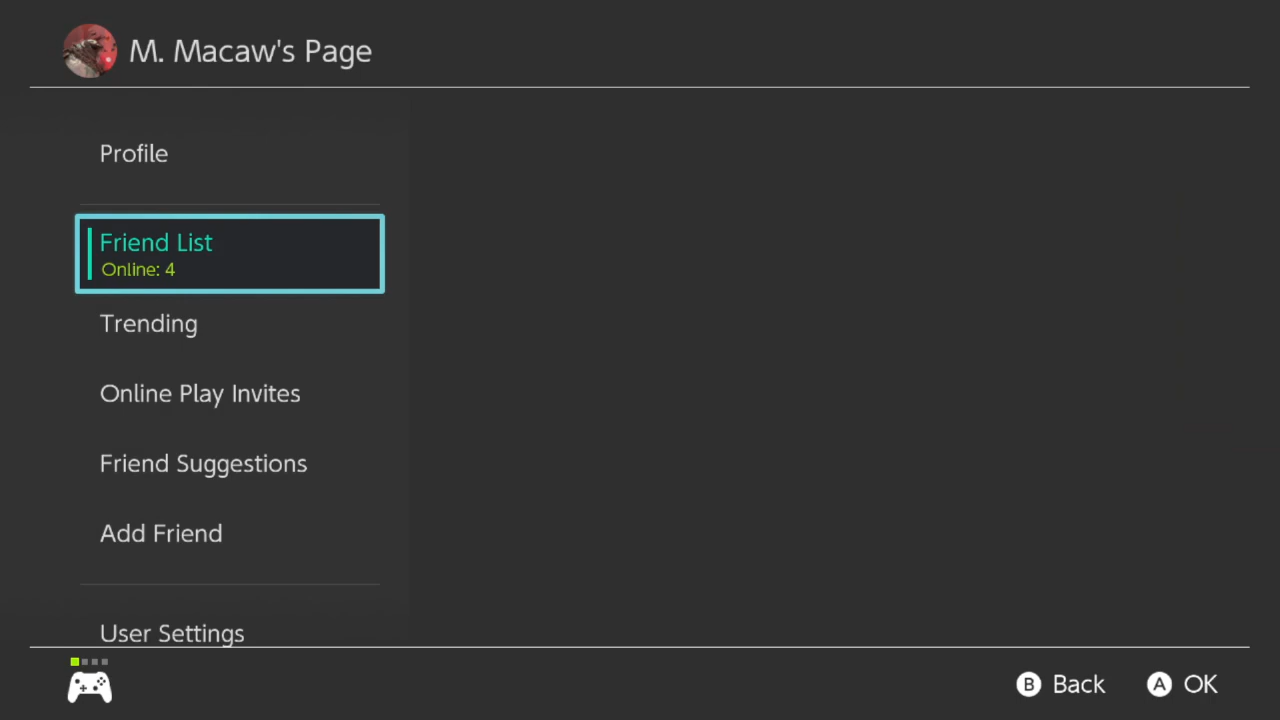 M. Macaw's Page
Profile
Friend List
Online: 4
Trending
Online Play Invites
Friend Suggestions
Add Friend
User Settings
B Back
A OK